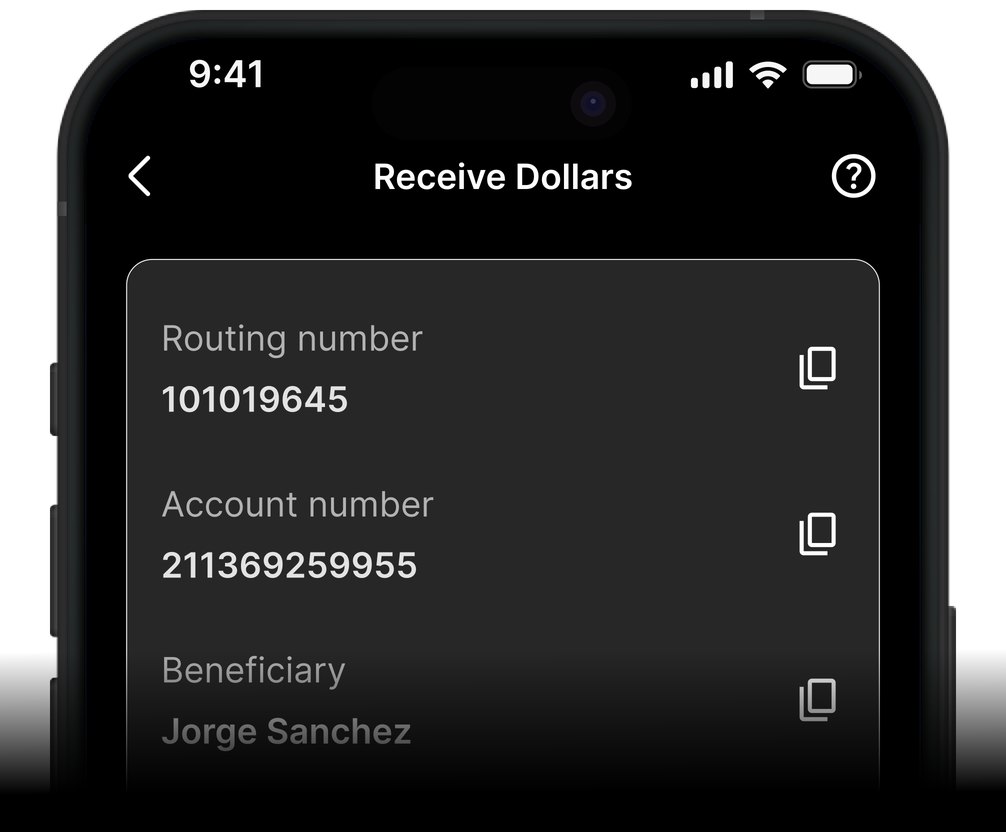 9:41
Receive Dollars
Routing number
101019645
Account number
211369259955
Beneficiary
Jorge Sanchez